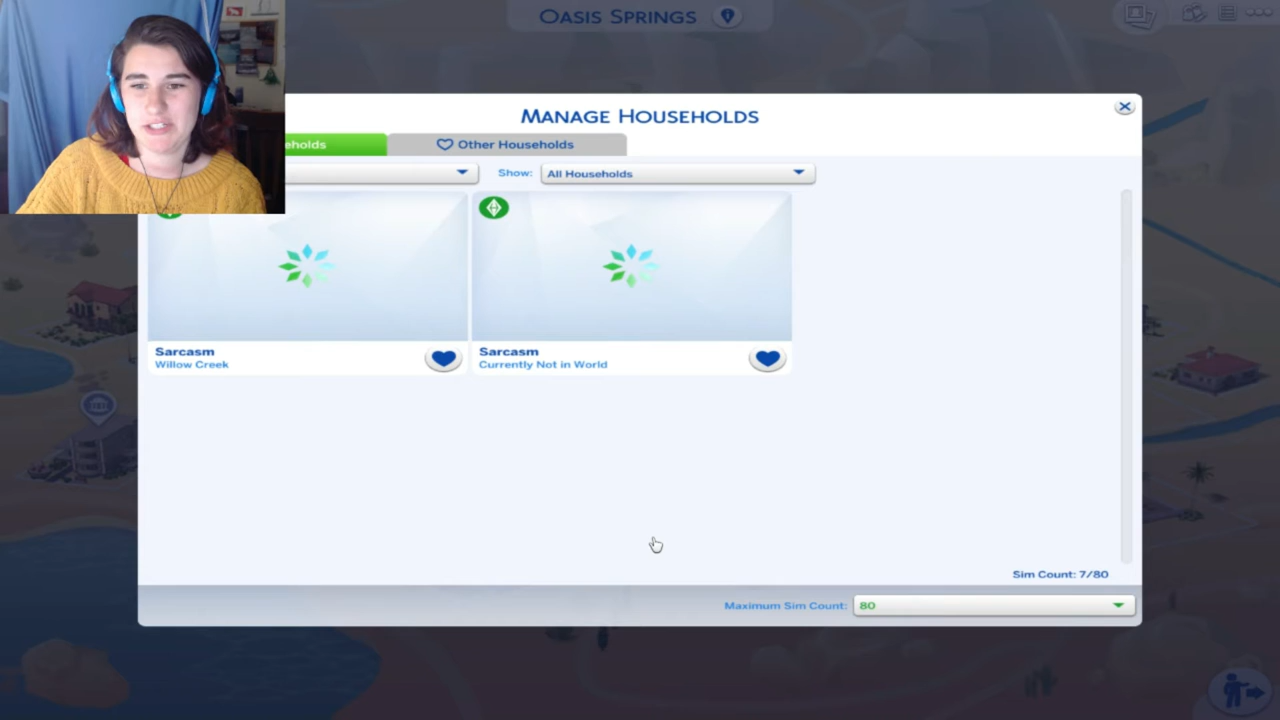 OASIS SPRINGS
MANAGE HOUSEHOLDS
Other Households
Show: All Households
Sarcasm
Willow Creek
Sarcasm
Currently Not in World
Sim Count: 7/80
Maximum Sim Count: 80